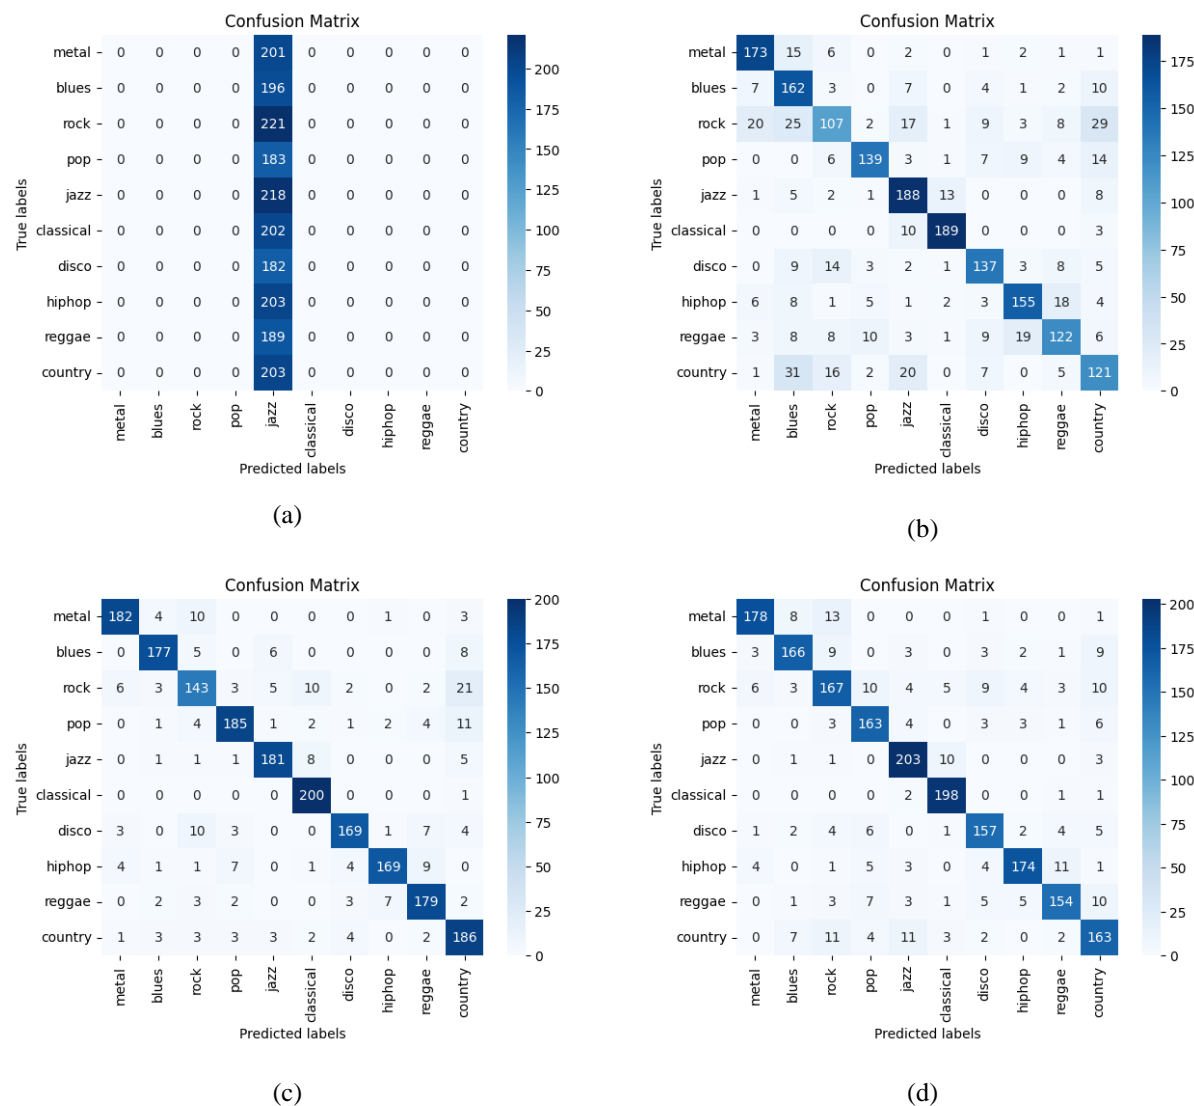 Confusion Matrix
metal 0 0 0 0 201 0 0 0 0 0
blues 0 0 0 0 196 0 0 0 0 0
rock 0 0 0 0 221 0 0 0 0 0
pop 0 0 0 0 183 0 0 0 0 0
jazz 0 0 0 0 218 0 0 0 0 0
classical 0 0 0 0 202 0 0 0 0 0
disco 0 0 0 0 182 0 0 0 0 0
hiphop 0 0 0 0 203 0 0 0 0 0
reggae 0 0 0 0 189 0 0 0 0 0
country 0 0 0 0 203 0 0 0 0 0
True labels
metal blues rock pop jazz classical disco hiphop reggae country
Predicted labels
200
175
150
125
100
75
50
25
0
(a)
Confusion Matrix
metal 173 15 6 0 2 0 1 2 1 1
blues 7 162 3 0 7 0 4 1 2 10
rock 20 25 107 2 17 1 9 3 8 29
pop 0 0 6 139 3 1 7 9 4 14
jazz 1 5 2 1 188 13 0 0 0 8
classical 0 0 0 0 10 189 0 0 0 3
disco 0 9 14 3 2 1 137 3 8 5
hiphop 6 8 1 5 1 2 3 155 18 4
reggae 3 8 8 10 3 1 9 19 122 6
country 1 31 16 2 20 0 7 0 5 121
True labels
metal blues rock pop jazz classical disco hiphop reggae country
Predicted labels
175
150
125
100
75
50
25
0
(b)
Confusion Matrix
metal 182 4 10 0 0 0 0 1 0 3
blues 0 177 5 0 6 0 0 0 0 8
rock 6 3 143 3 5 10 2 0 2 21
pop 0 1 4 185 1 2 1 2 4 11
jazz 0 1 1 1 181 8 0 0 0 5
classical 0 0 0 0 0 200 0 0 0 1
disco 3 0 10 3 0 0 169 1 7 4
hiphop 4 1 1 7 0 1 4 169 9 0
reggae 0 2 3 2 0 0 3 7 179 2
country 1 3 3 3 3 2 4 0 2 186
True labels
metal blues rock pop jazz classical disco hiphop reggae country
Predicted labels
200
175
150
125
100
75
50
25
0
(c)
Confusion Matrix
metal 178 8 13 0 0 0 1 0 0 1
blues 3 166 9 0 3 0 3 2 1 9
rock 6 3 167 10 4 5 9 4 3 10
pop 0 0 3 163 4 0 3 3 1 6
jazz 0 1 1 0 203 10 0 0 0 3
classical 0 0 0 0 2 198 0 0 1 1
disco 1 2 4 6 0 1 157 2 4 5
hiphop 4 0 1 5 3 0 4 174 11 1
reggae 0 1 3 7 3 1 5 5 154 10
country 0 7 11 4 11 3 2 0 2 163
True labels
metal blues rock pop jazz classical disco hiphop reggae country
Predicted labels
200
175
150
125
100
75
50
25
0
(d)